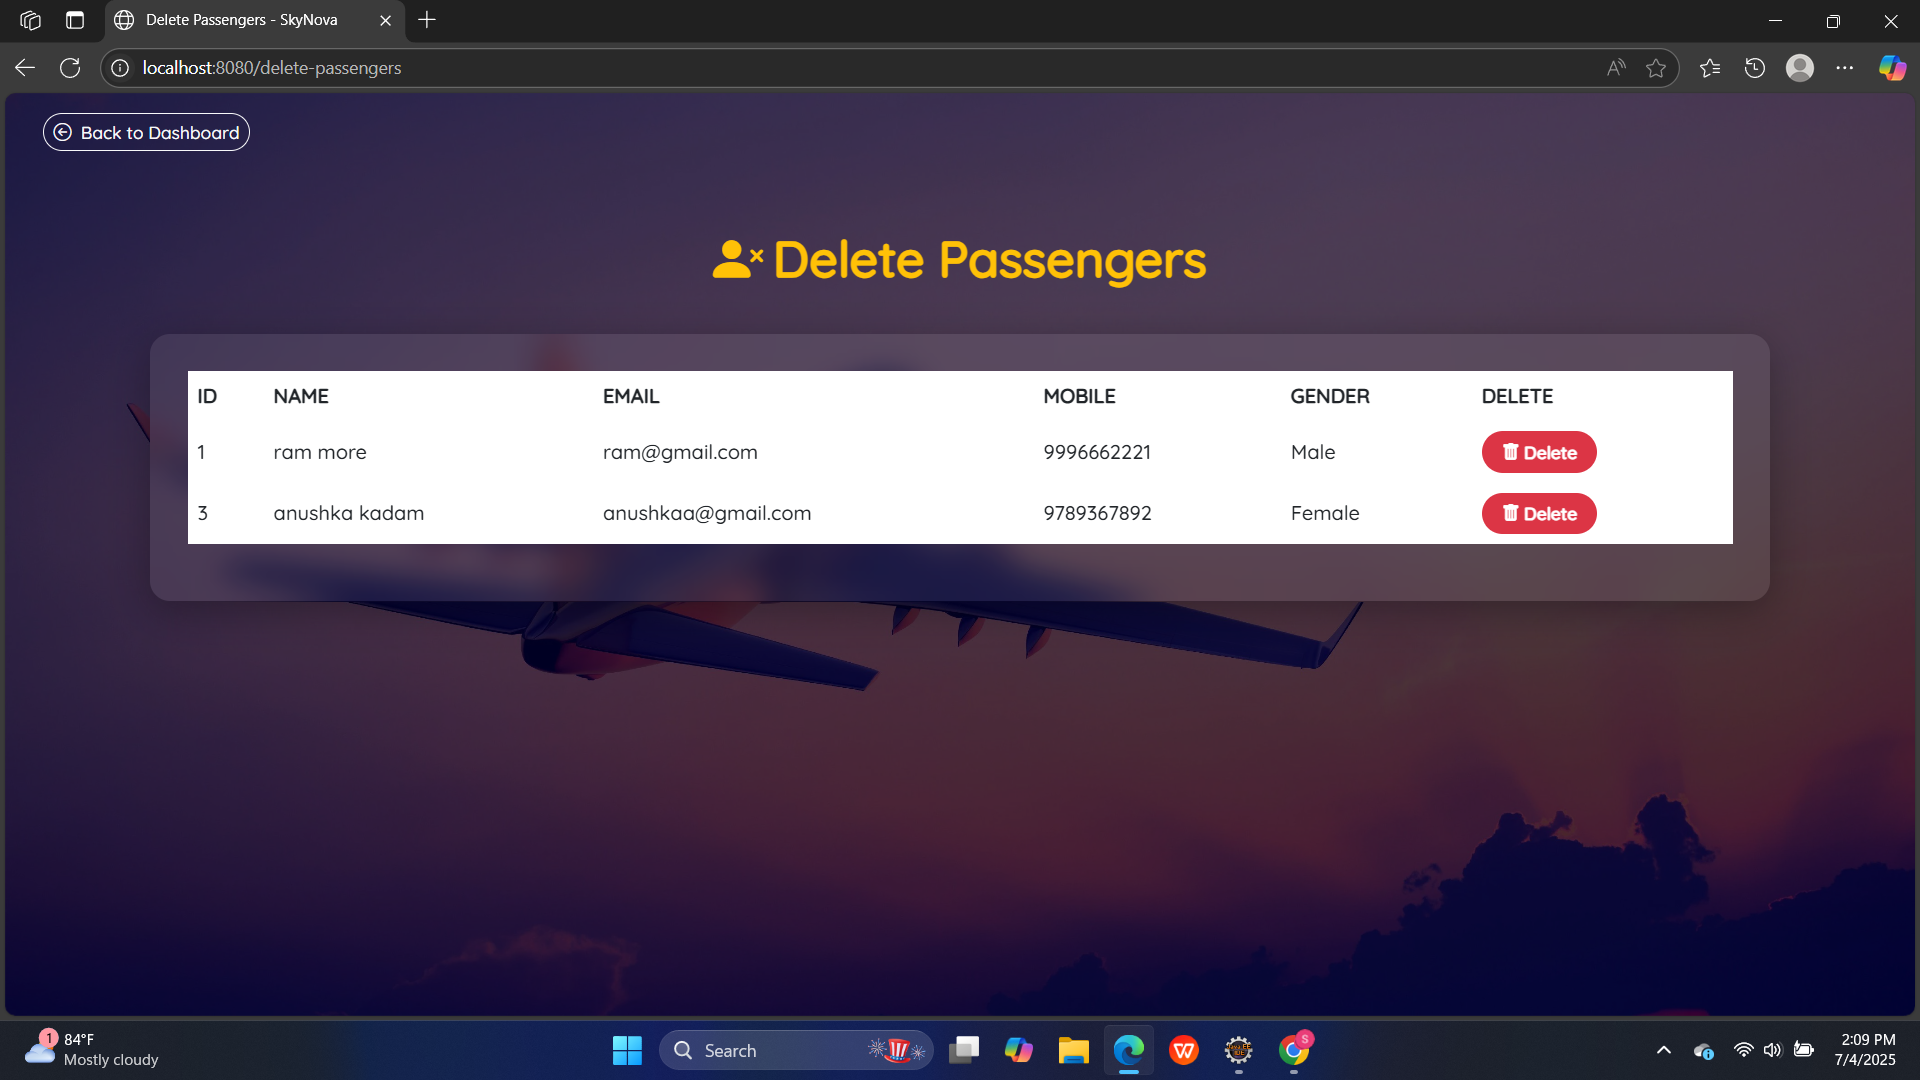 Delete Passengers - SkyNova
localhost:8080/delete-passengers
Back to Dashboard
Delete Passengers
ID NAME EMAIL MOBILE GENDER DELETE
1 ram more ram@gmail.com 9996662221 Male Delete
3 anushka kadam anushkaa@gmail.com 9789367892 Female Delete
1 84°F
Mostly cloudy
Search
W
S
2:09 PM
7/4/2025